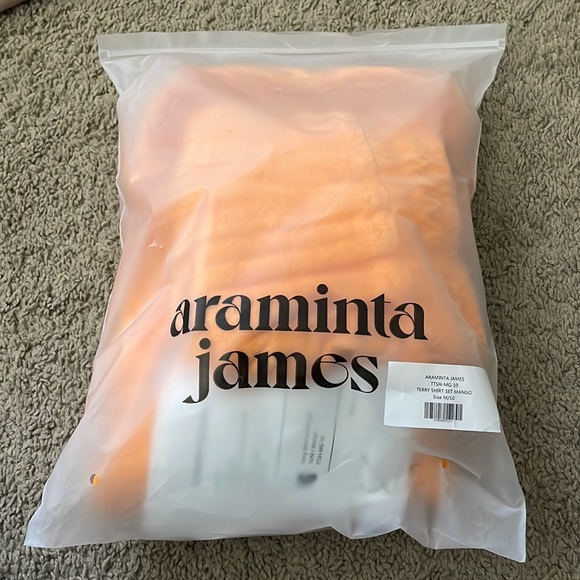 araminta
james
ARAMINTA JAMES
TTSH-MG-10
TERRY SHIRT SET MANGO
Size M/10